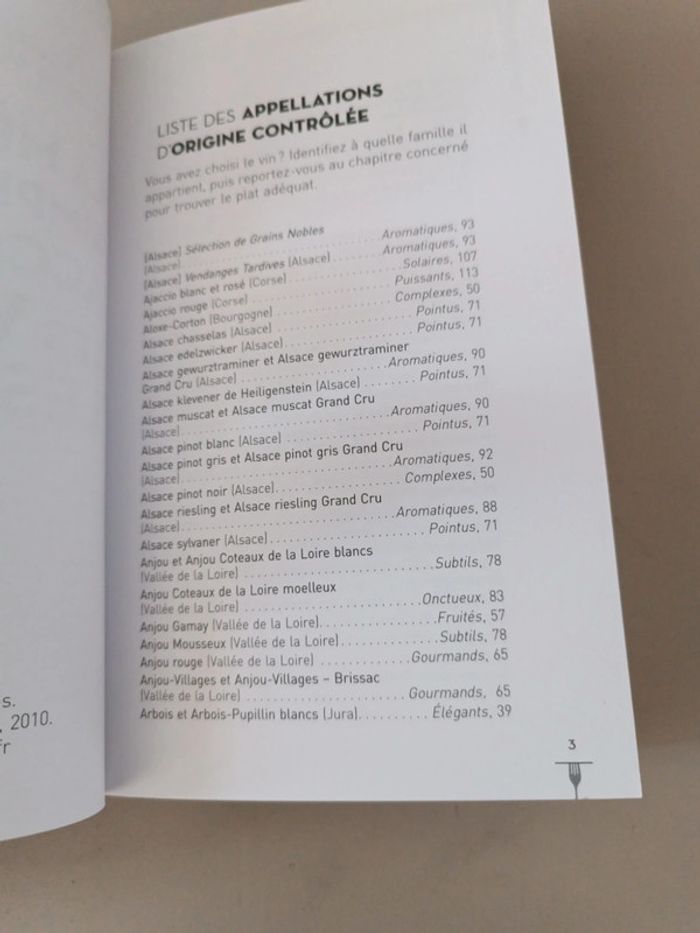 LISTE DES APPELLATIONS
D'ORIGINE CONTRÔLÉE
Vous avez choisi le vin ? Identifiez à quelle famille il
appartient, puis reportez-vous au chapitre concerné
pour trouver le plat adéquat.
(Alsace) Sélection de Grains Nobles
(Alsace) . . . . . . . . . . . . . . . . . . . . . . . . Aromatiques, 93
(Alsace) Vendanges Tardives (Alsace) . . . . . . . Aromatiques, 93
Ajaccio blanc et rosé (Corse) . . . . . . . . . . . . Solaires, 107
Ajaccio rouge (Corse) . . . . . . . . . . . . . . . . Puissants, 113
Aloxe-Corton (Bourgogne) . . . . . . . . . . . . . . Complexes, 50
Alsace chasselas (Alsace) . . . . . . . . . . . . . . . Pointus, 71
Alsace edelzwicker (Alsace) . . . . . . . . . . . . . . Pointus, 71
Alsace gewurztraminer et Alsace gewurztraminer
Grand Cru (Alsace) . . . . . . . . . . . . . . . . . Aromatiques, 90
Alsace klevener de Heiligenstein (Alsace) . . . . . . . . Pointus, 71
Alsace muscat et Alsace muscat Grand Cru
(Alsace) . . . . . . . . . . . . . . . . . . . . . . . . Aromatiques, 90
Alsace pinot blanc (Alsace) . . . . . . . . . . . . . . . Pointus, 71
Alsace pinot gris et Alsace pinot gris Grand Cru
(Alsace) . . . . . . . . . . . . . . . . . . . . . . . . Aromatiques, 92
Alsace pinot noir (Alsace) . . . . . . . . . . . . . . . Complexes, 50
Alsace riesling et Alsace riesling Grand Cru
(Alsace) . . . . . . . . . . . . . . . . . . . . . . . . Aromatiques, 88
Alsace sylvaner (Alsace) . . . . . . . . . . . . . . . . . Pointus, 71
Anjou et Anjou Coteaux de la Loire blancs
(Vallée de la Loire) . . . . . . . . . . . . . . . . . . . . Subtils, 78
Anjou Coteaux de la Loire moelleux
(Vallée de la Loire) . . . . . . . . . . . . . . . . . . . Onctueux, 83
Anjou Gamay (Vallée de la Loire) . . . . . . . . . . . . . Fruités, 57
Anjou Mousseux (Vallée de la Loire) . . . . . . . . . . . Subtils, 78
Anjou rouge (Vallée de la Loire) . . . . . . . . . . . Gourmands, 65
Anjou-Villages et Anjou-Villages – Brissac
(Vallée de la Loire) . . . . . . . . . . . . . . . . . . Gourmands, 65
Arbois et Arbois-Pupillin blancs (Jura) . . . . . . . . Élégants, 39
3
s.
, 2010.
fr